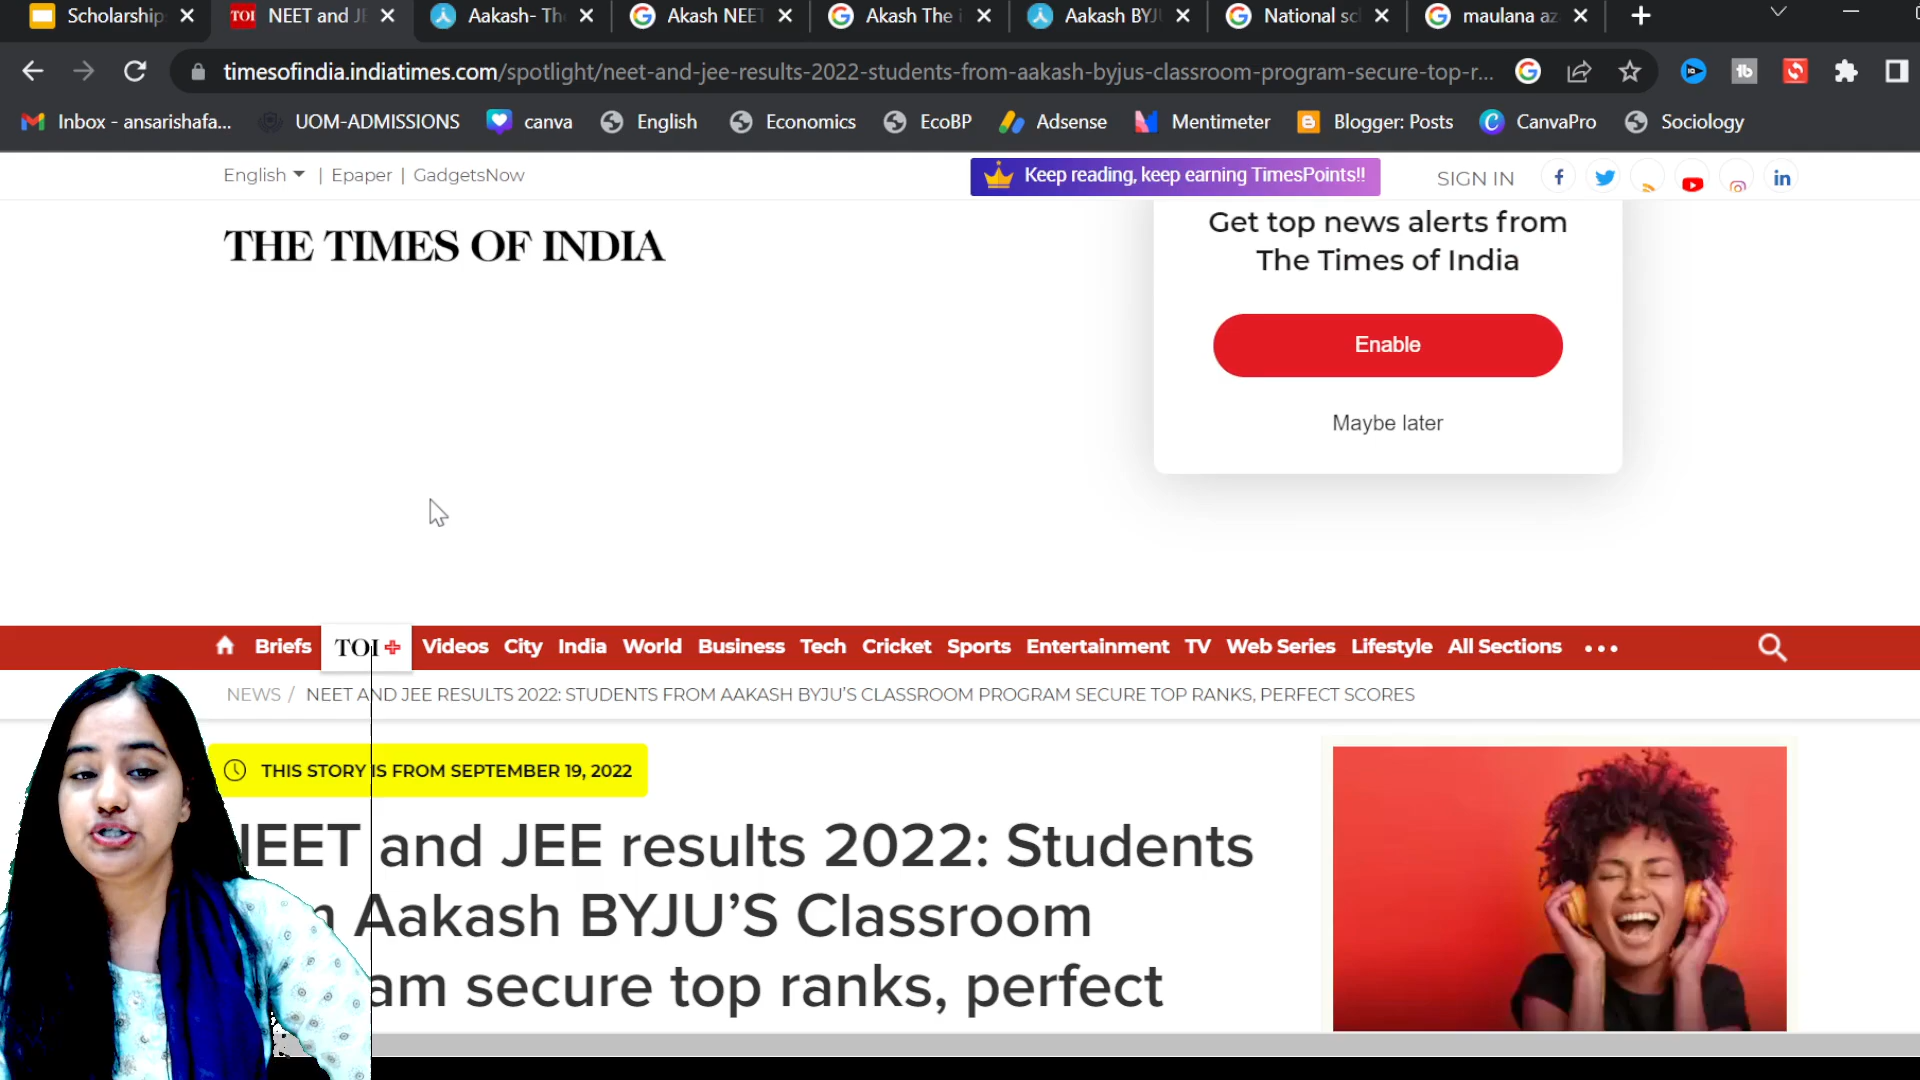 Scholarship
TOI NEET and JE
Aakash- Th
Akash NEET
Akash The i
Aakash BYJU
National sc
maulana az
timesofindia.indiatimes.com/spotlight/neet-and-jee-results-2022-students-from-aakash-byjus-classroom-program-secure-top-r...
Inbox - ansarishafa...
UOM-ADMISSIONS
canva
English
Economics
EcoBP
Adsense
Mentimeter
Blogger: Posts
CanvaPro
Sociology
English | Epaper | GadgetsNow
Keep reading, keep earning TimesPoints!!
SIGN IN
THE TIMES OF INDIA
Get top news alerts from
The Times of India
Enable
Maybe later
Briefs TOI+ Videos City India World Business Tech Cricket Sports Entertainment TV Web Series Lifestyle All Sections
NEWS / NEET AND JEE RESULTS 2022: STUDENTS FROM AAKASH BYJU'S CLASSROOM PROGRAM SECURE TOP RANKS, PERFECT SCORES
THIS STORY IS FROM SEPTEMBER 19, 2022
NEET and JEE results 2022: Students
Aakash BYJU'S Classroom
am secure top ranks, perfect